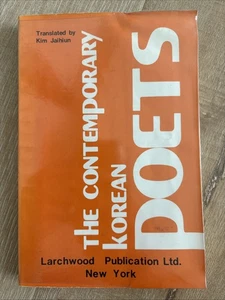 Translated by
Kim Jaihiun
THE CONTEMPORARY
KOREAN
POETS
Larchwood Publication Ltd.
New York